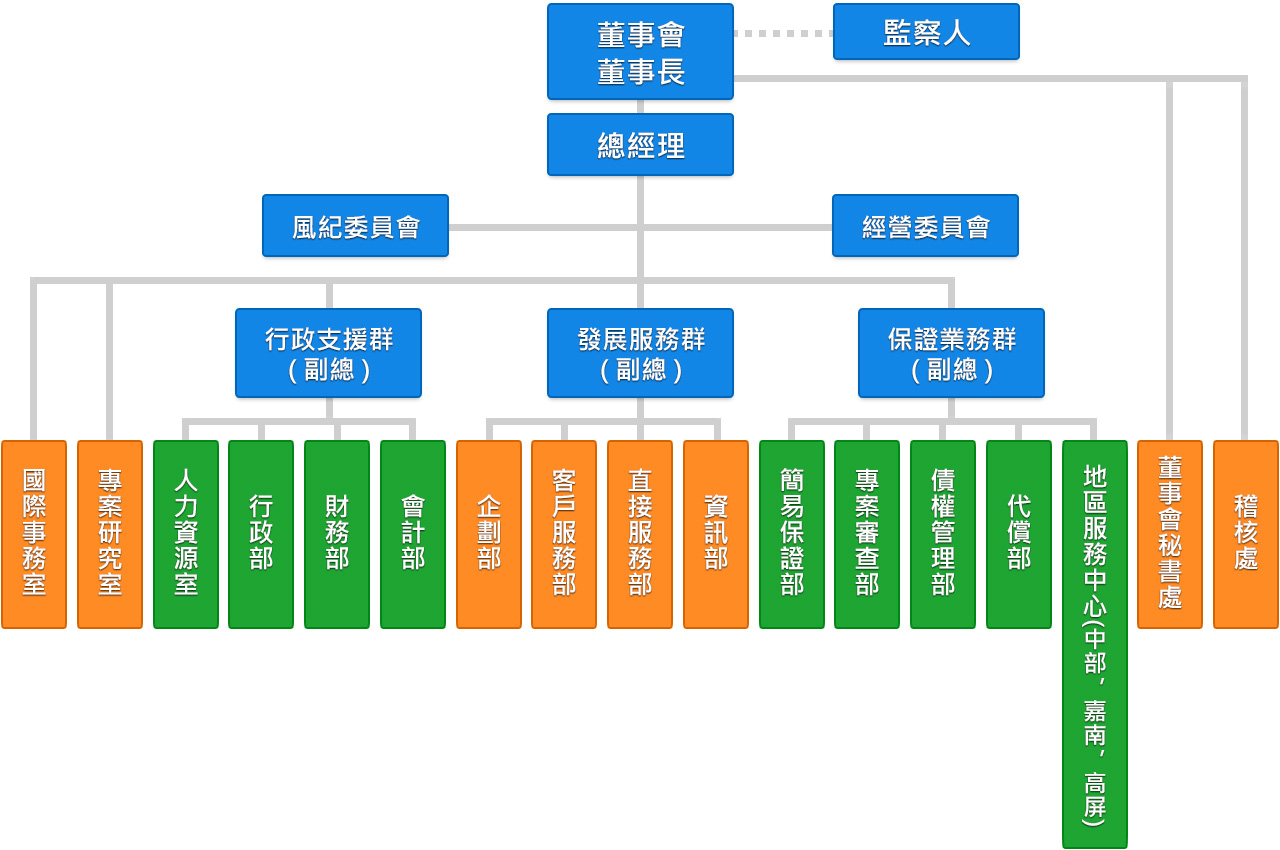 董事會
董事長
監察人
總經理
風紀委員會
經營委員會
行政支援群
(副總)
發展服務群
(副總)
保證業務群
(副總)
國際事務室
專案研究室
人力資源室
行政部
財務部
會計部
企劃部
客戶服務部
直接服務部
資訊部
簡易保證部
專案審查部
債權管理部
代償部
地區服務中心(中部，嘉南，高屏)
董事會秘書處
稽核處